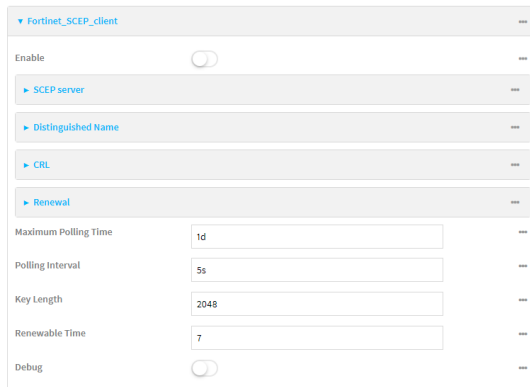 Fortinet_SCEP_client
Enable
SCEP server
Distinguished Name
CRL
Renewal
Maximum Polling Time 1d
Polling Interval 5s
Key Length 2048
Renewable Time 7
Debug